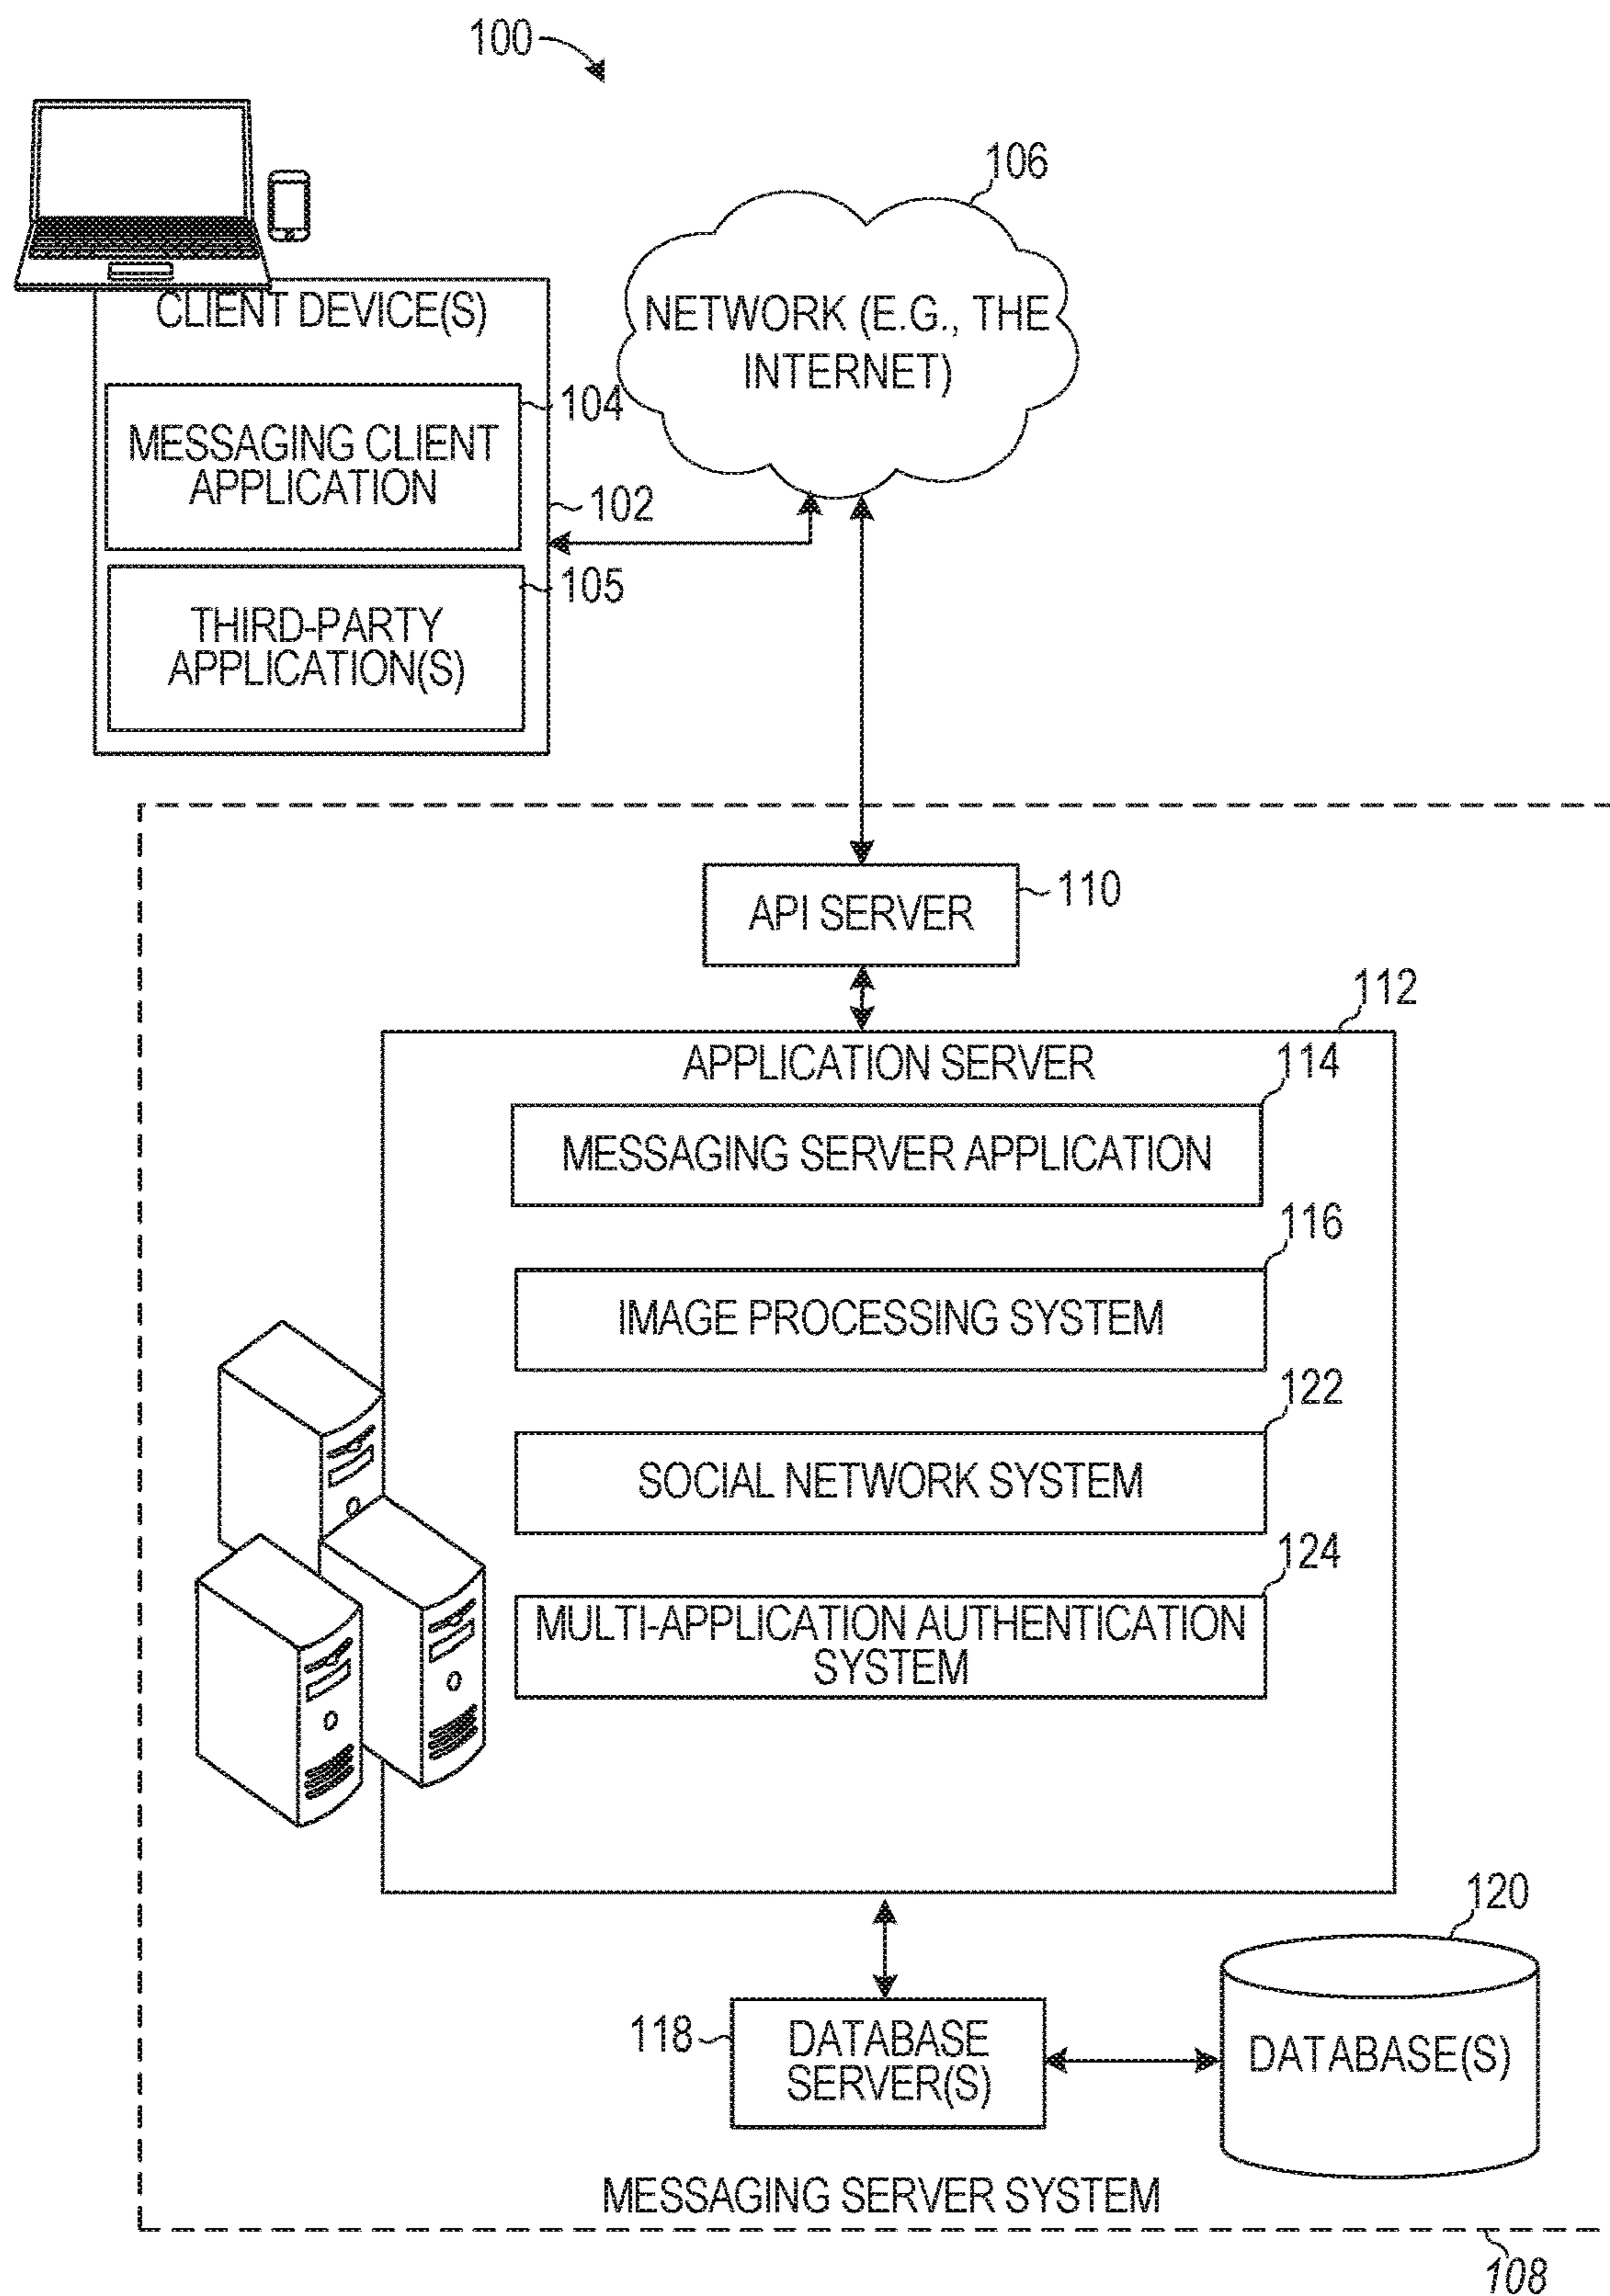 100
106
NETWORK (E.G., THE
INTERNET)
CLIENT DEVICE(S)
104
MESSAGING CLIENT
APPLICATION
102
105
THIRD-PARTY
APPLICATION(S)
110
API SERVER
112
APPLICATION SERVER
114
MESSAGING SERVER APPLICATION
116
IMAGE PROCESSING SYSTEM
122
SOCIAL NETWORK SYSTEM
124
MULTI-APPLICATION AUTHENTICATION
SYSTEM
120
118
DATABASE
SERVER(S)
DATABASE(S)
MESSAGING SERVER SYSTEM
108